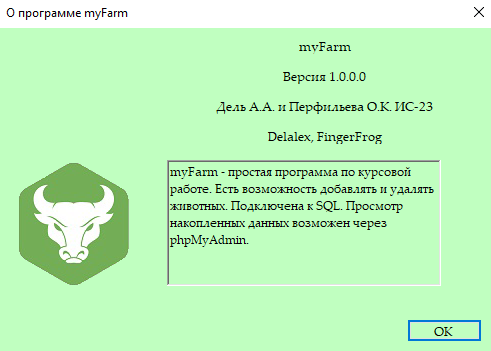 О программе myFarm
myFarm
Версия 1.0.0.0
Дель А.А. и Перфильева О.К. ИС-23
Delalex, FingerFrog
myFarm - простая программа по курсовой
работе. Есть возможность добавлять и удалять
животных. Подключена к SQL. Просмотр
накопленных данных возможен через
phpMyAdmin.
OK